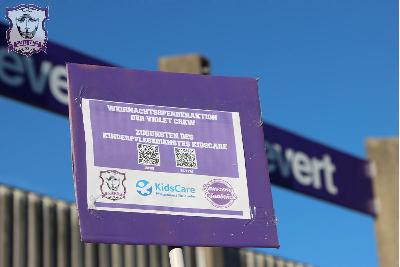 evert
WEIHNACHTSSPENDENAKTION
DER VIOLET CREW
ZUGUNSTEN DES
KINDERPFLEGEDIENSTES KIDSCARE
KidsCare
evert